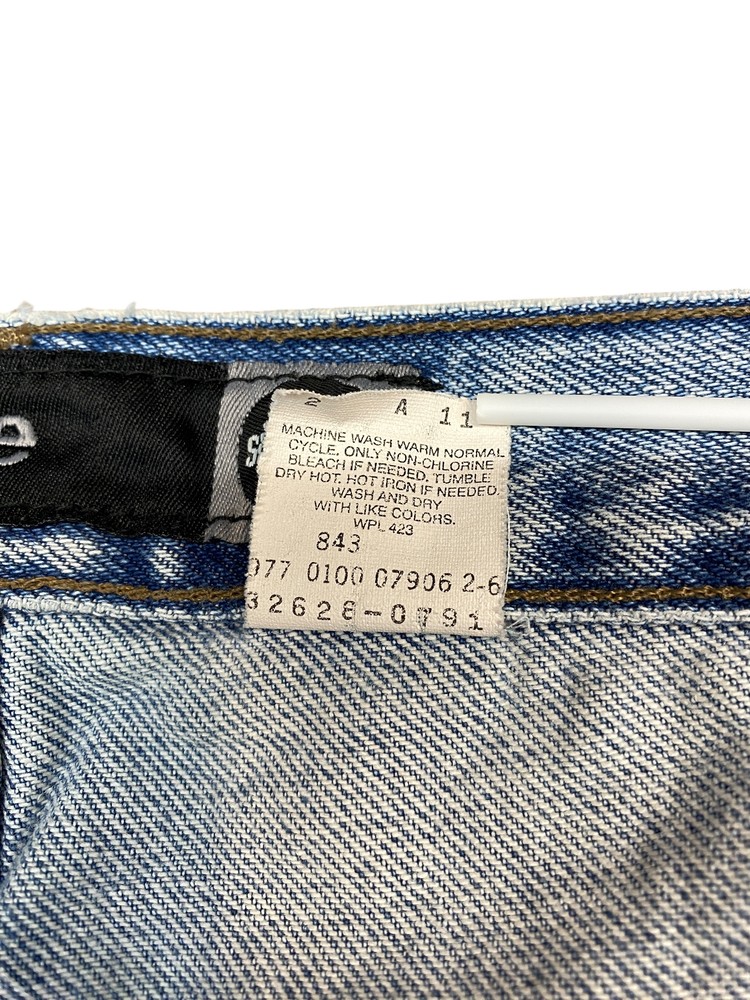 e
2 A 11
MACHINE WASH WARM NORMAL
CYCLE. ONLY NON-CHLORINE
BLEACH IF NEEDED. TUMBLE
DRY HOT. HOT IRON IF NEEDED.
WASH AND DRY
WITH LIKE COLORS.
WPL 423
843
077 0100 07906 2-6
32628-0791